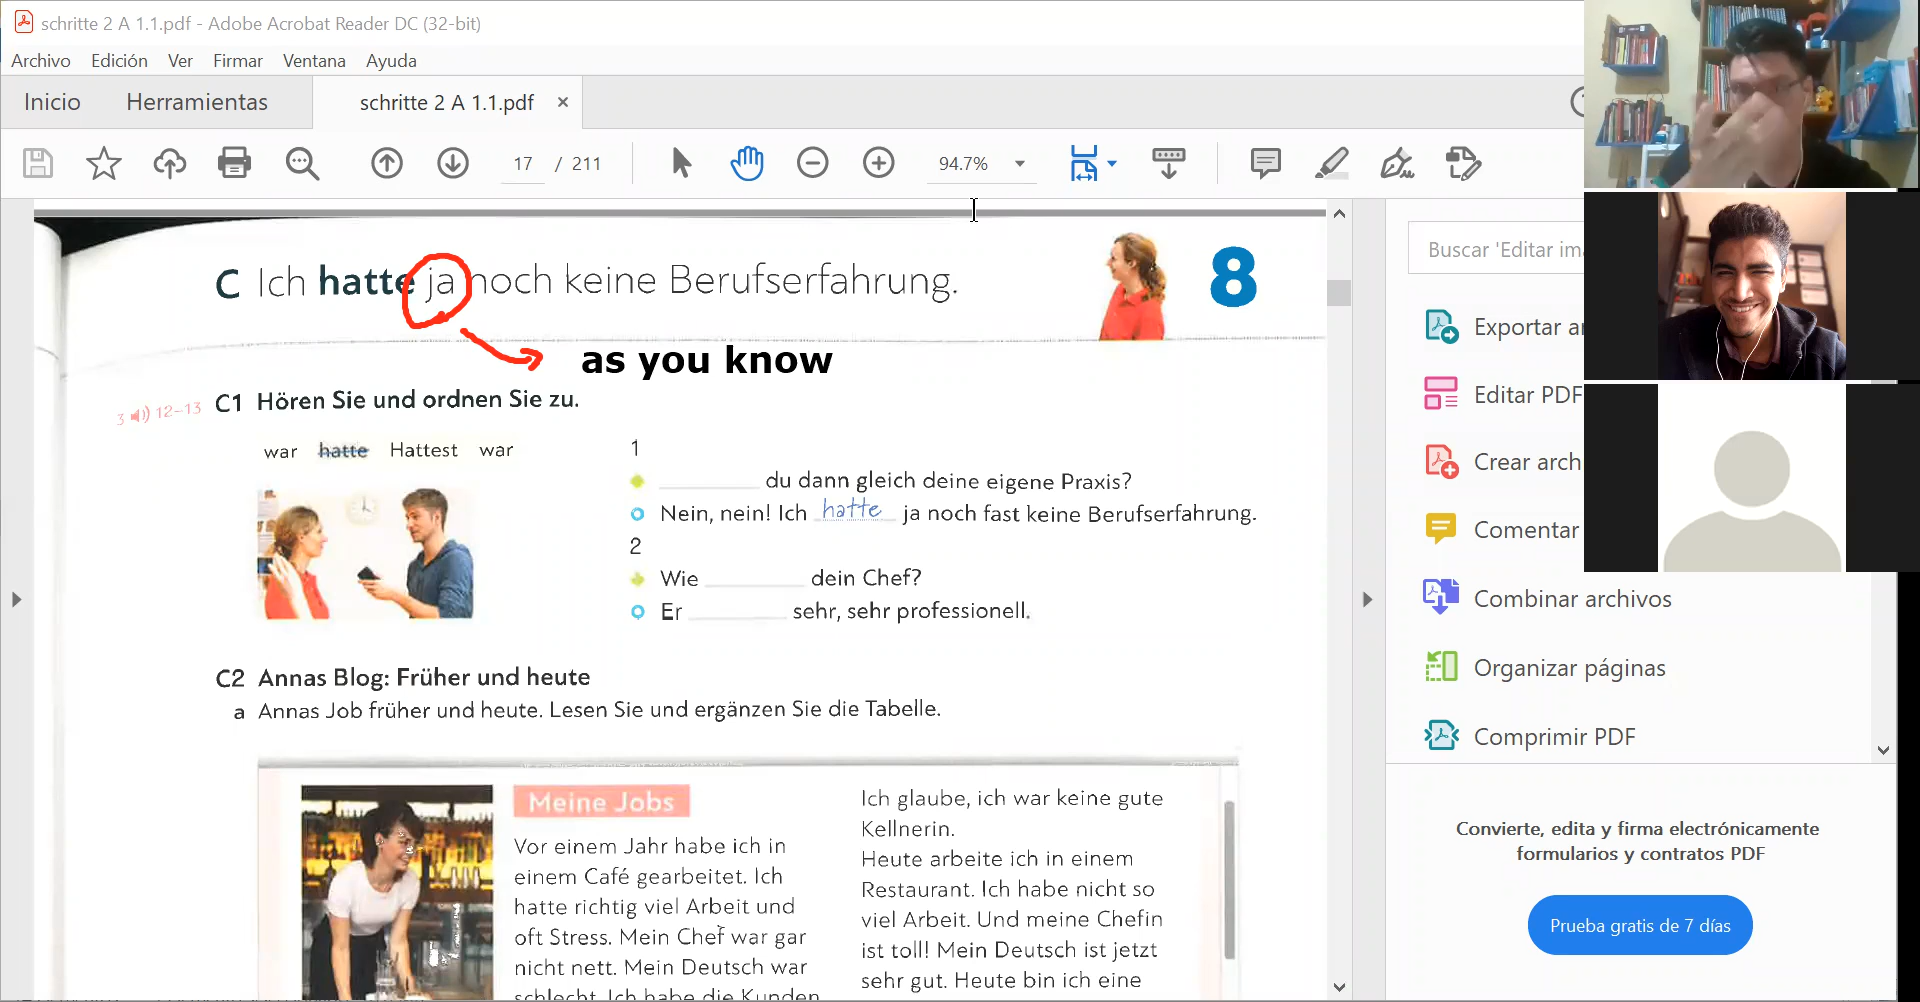 schritte 2 A 1.1.pdf - Adobe Acrobat Reader DC (32-bit)
Archivo Edición Ver Firmar Ventana Ayuda
Inicio Herramientas schritte 2 A 1.1.pdf ×
17 / 211 94.7%
C Ich hatte ja noch keine Berufserfahrung. 8
as you know
3 12–13 C1 Hören Sie und ordnen Sie zu.
war hatte Hattest war
1
________ du dann gleich deine eigene Praxis?
Nein, nein! Ich hatte ja noch fast keine Berufserfahrung.
2
Wie ________ dein Chef?
Er ________ sehr, sehr professionell.
C2 Annas Blog: Früher und heute
a Annas Job früher und heute. Lesen Sie und ergänzen Sie die Tabelle.
Meine Jobs
Vor einem Jahr habe ich in
einem Café gearbeitet. Ich
hatte richtig viel Arbeit und
oft Stress. Mein Chef war gar
nicht nett. Mein Deutsch war
schlecht. Ich habe die Kunden
Ich glaube, ich war keine gute
Kellnerin.
Heute arbeite ich in einem
Restaurant. Ich habe nicht so
viel Arbeit. Und meine Chefin
ist toll! Mein Deutsch ist jetzt
sehr gut. Heute bin ich eine
Buscar 'Editar im
Exportar a
Editar PDF
Crear arch
Comentar
Combinar archivos
Organizar páginas
Comprimir PDF
Convierte, edita y firma electrónicamente
formularios y contratos PDF
Prueba gratis de 7 días